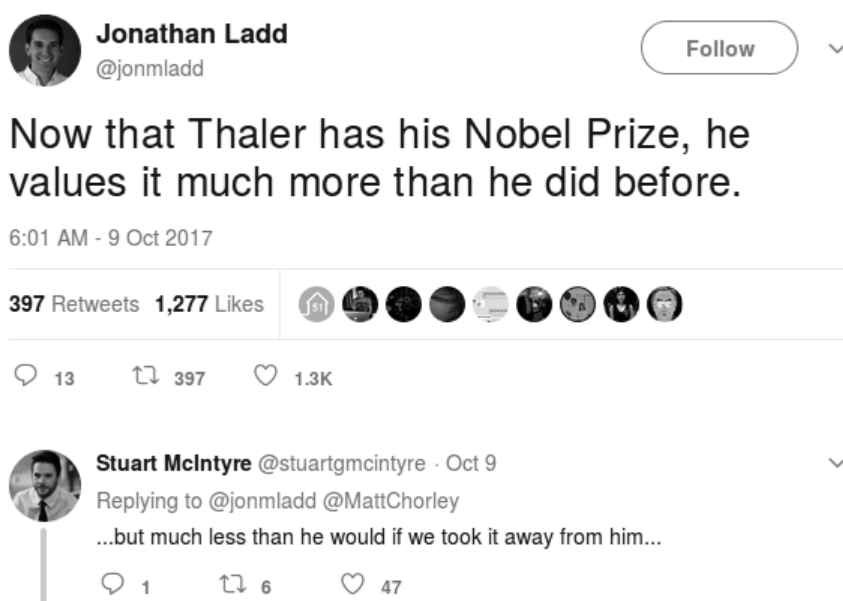 Jonathan Ladd
@jonmladd
Follow
Now that Thaler has his Nobel Prize, he
values it much more than he did before.
6:01 AM - 9 Oct 2017
397 Retweets 1,277 Likes
51
13 397 1.3K
Stuart McIntyre @stuartgmcintyre · Oct 9
Replying to @jonmladd @MattChorley
...but much less than he would if we took it away from him...
1 6 47